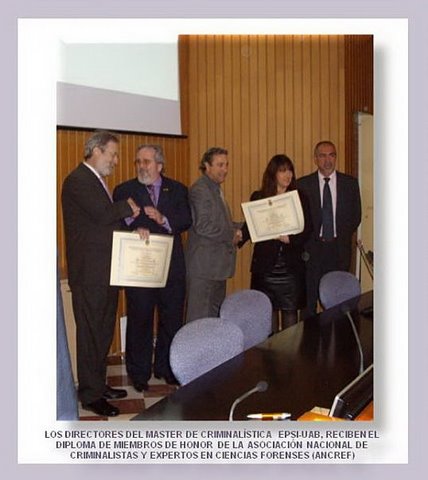 LOS DIRECTORES DEL MASTER DE CRIMINALÍSTICA EPSI-UAB, RECIBEN EL
DIPLOMA DE MIEMBROS DE HONOR DE LA ASOCIACIÓN NACIONAL DE
CRIMINALISTAS Y EXPERTOS EN CIENCIAS FORENSES (ANCREF)